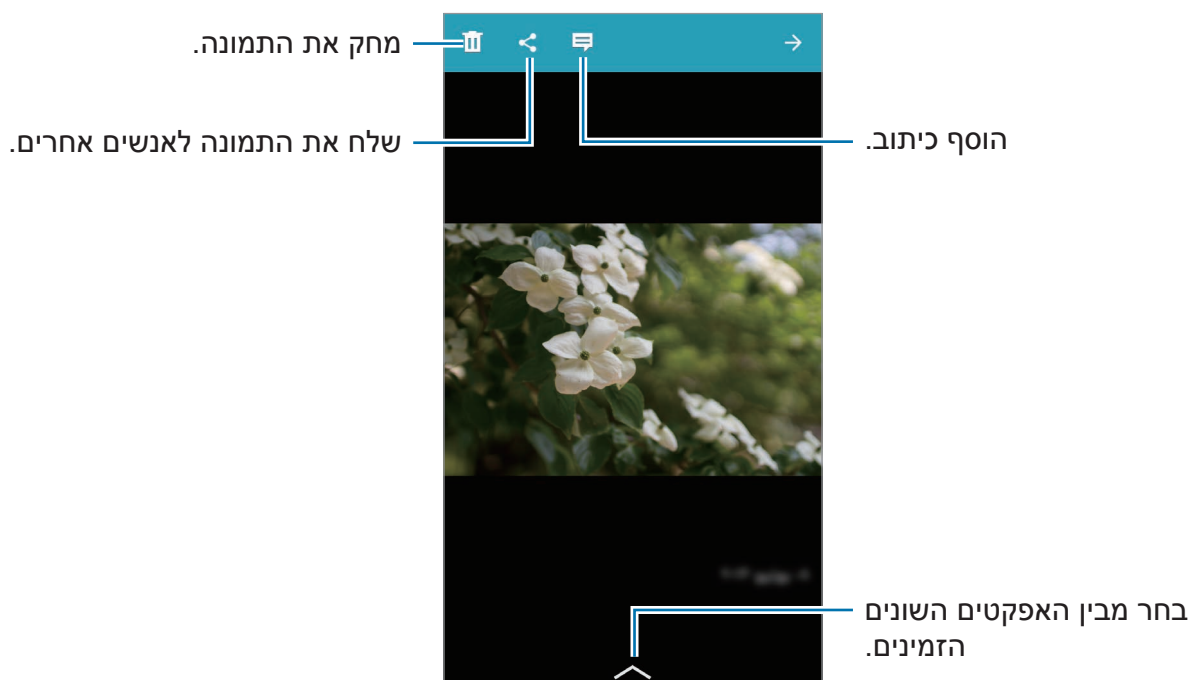 מחק את התמונה.
שלח את התמונה לאנשים אחרים.
הוסף כיתוב.
בחר מבין האפקטים השונים
הזמינים.